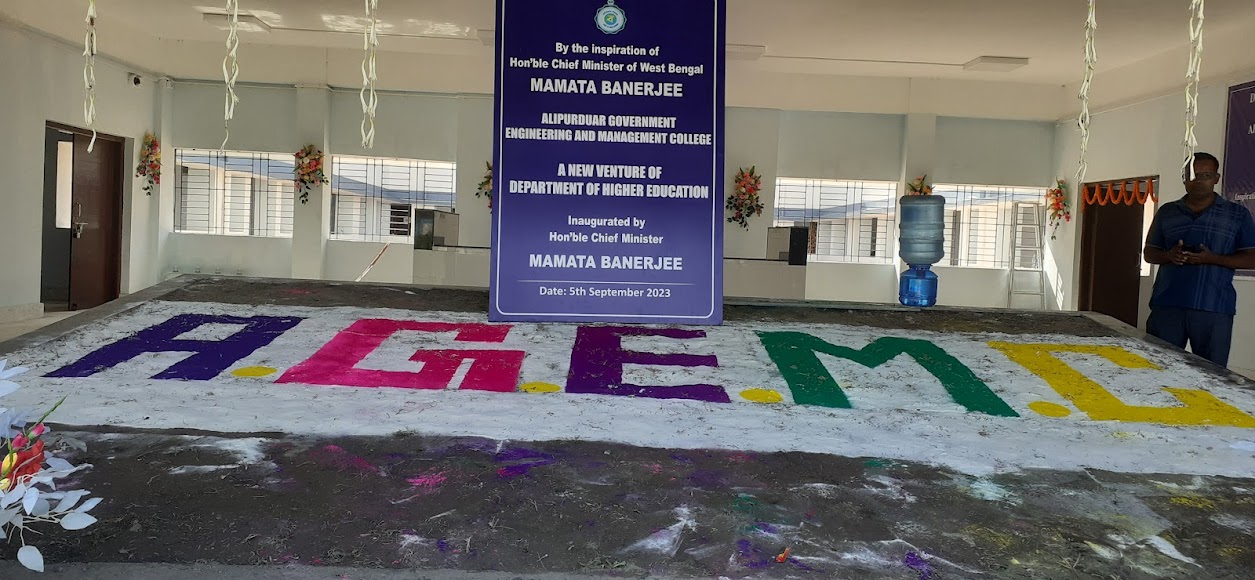 By the inspiration of
Hon'ble Chief Minister of West Bengal
MAMATA BANERJEE
ALIPURDUAR GOVERNMENT
ENGINEERING AND MANAGEMENT COLLEGE
A NEW VENTURE OF
DEPARTMENT OF HIGHER EDUCATION
Inaugurated by
Hon'ble Chief Minister
MAMATA BANERJEE
Date: 5th September 2023
A.G.E.M.C